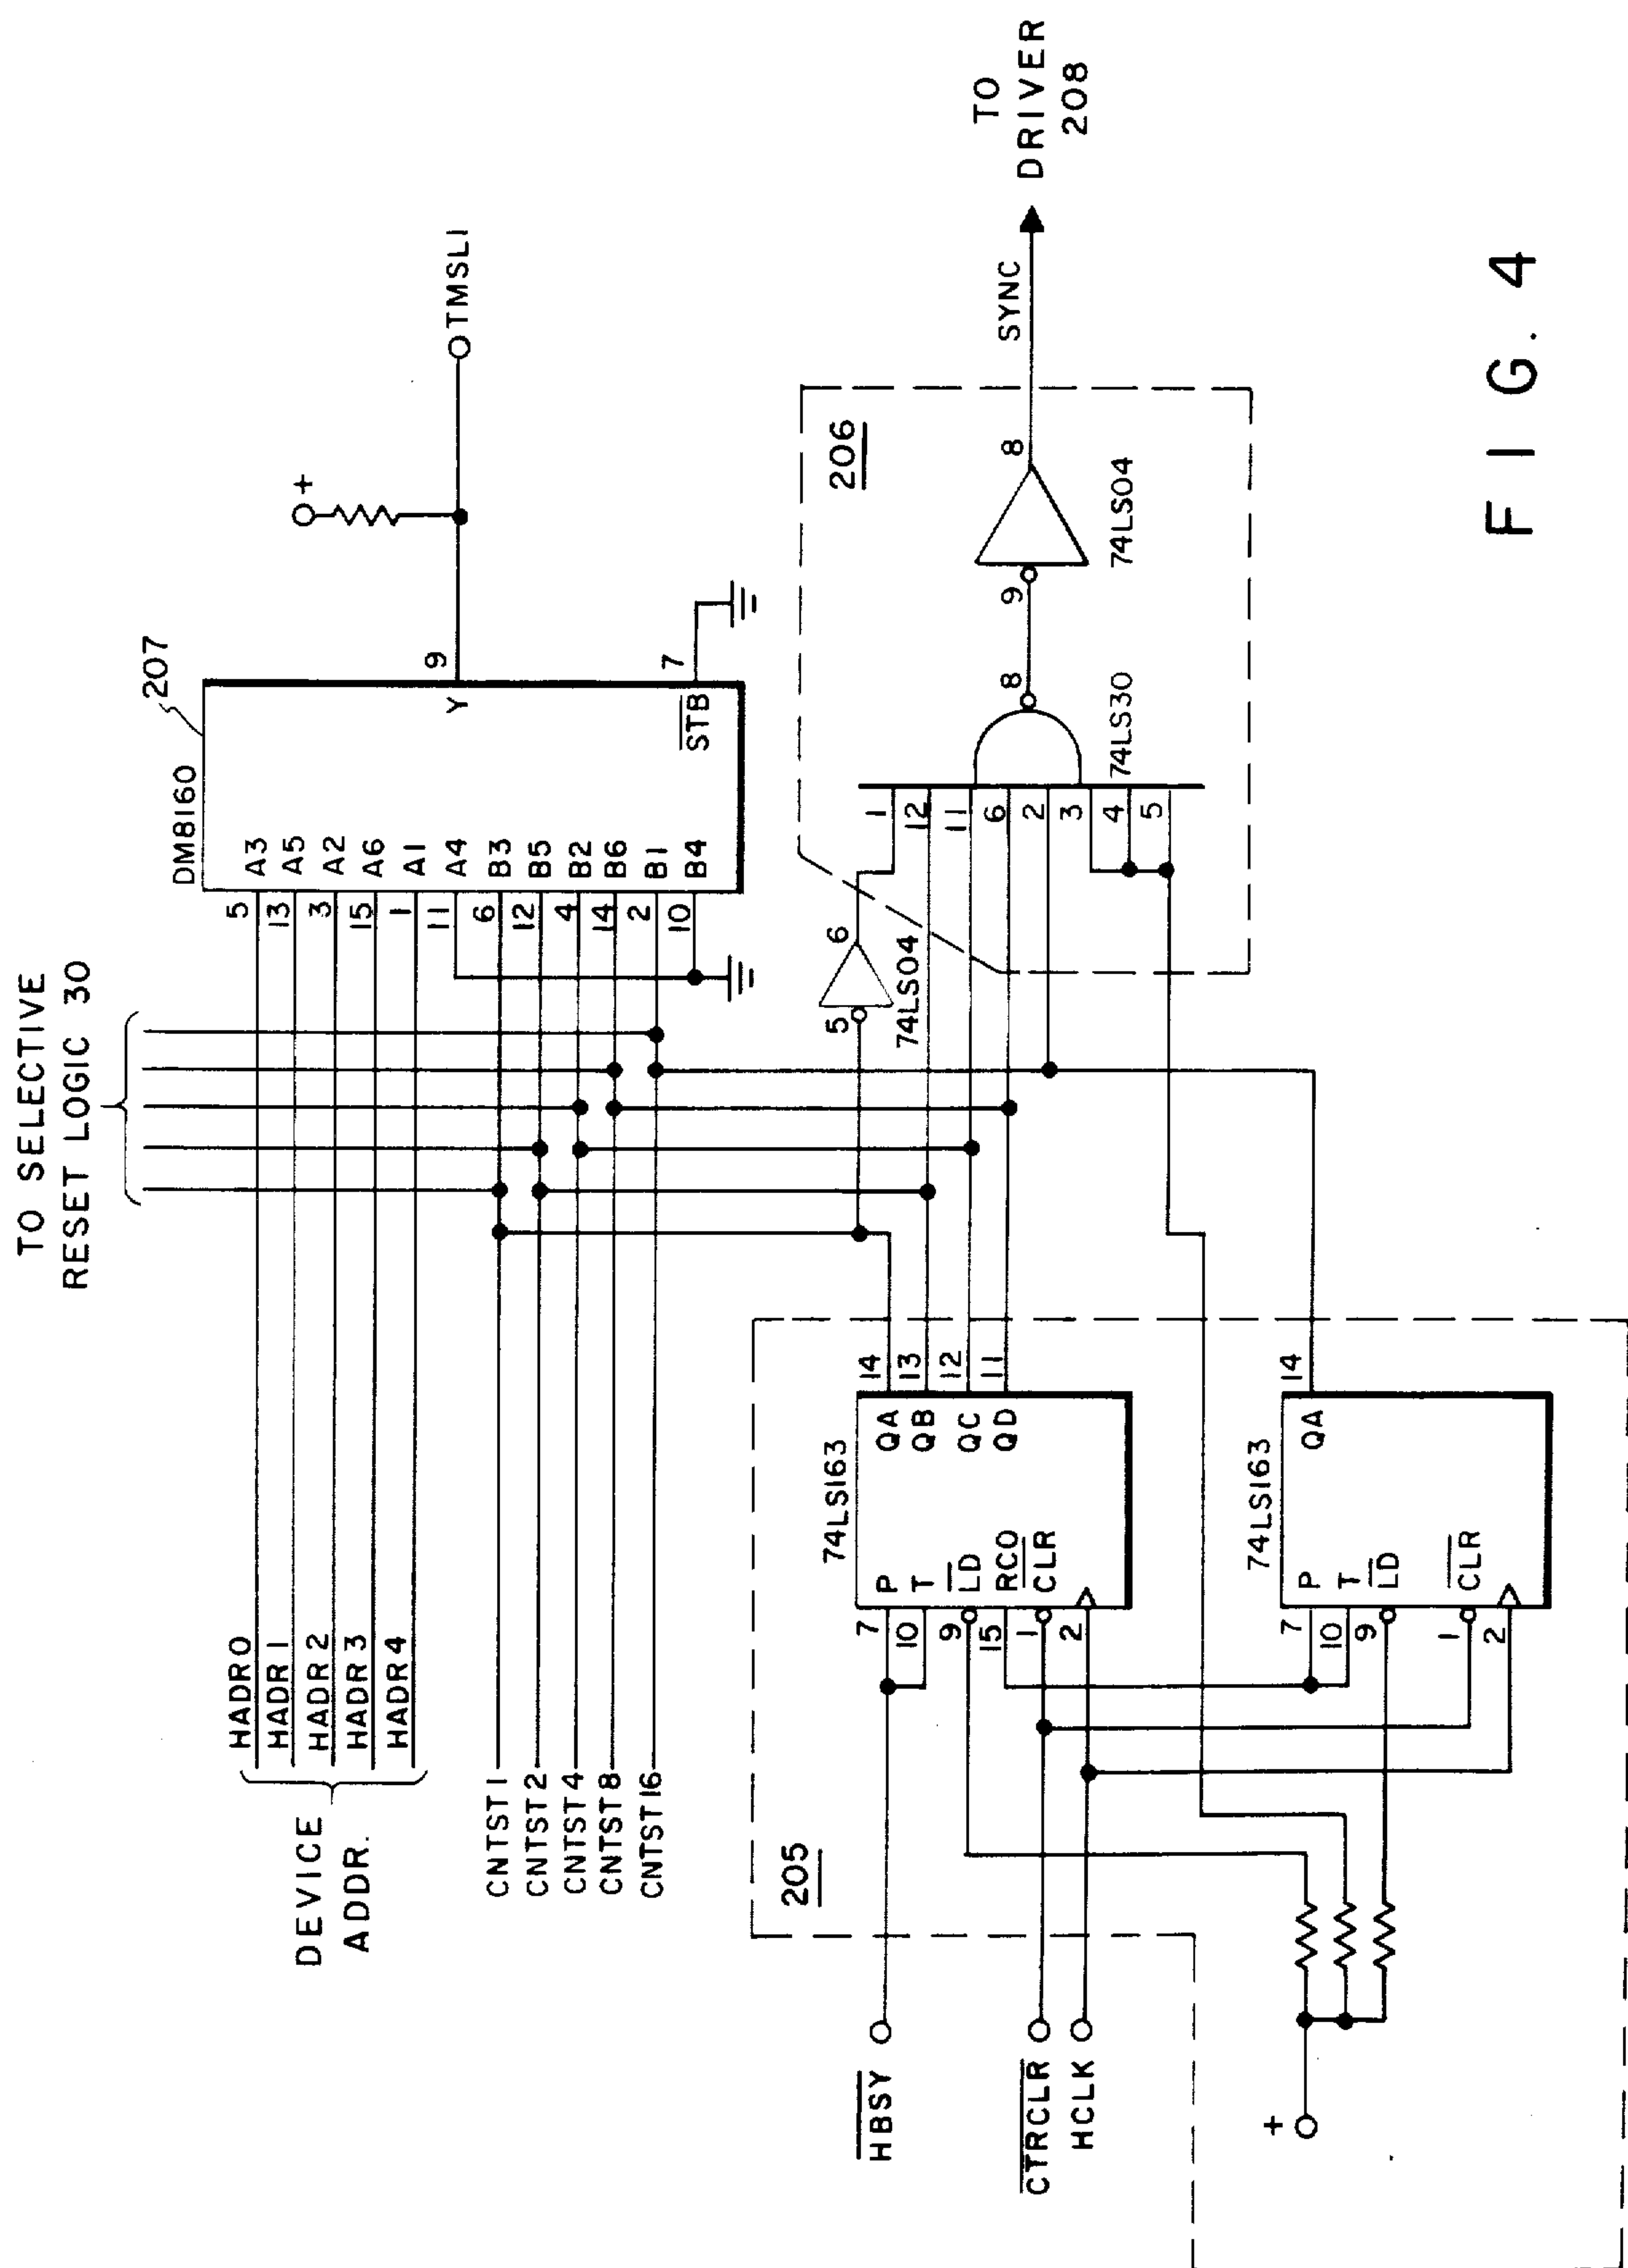 TO SELECTIVE
RESET LOGIC 30
DEVICE
ADDR.
HADR0
HADR1
HADR2
HADR3
HADR4
CNTST1
CNTST2
CNTST4
CNTST8
CNTST16
207
DM8160
5 A3
13 A5
3 A2
15 A6
1 A1
11 A4
6 B3
12 B5
4 B2
14 B6
2 B1
10 B4
Y 9
STB 7
+
TMSL1
205
HBSY
CTRCLR
HCLK
+
74LS163
7 P
10 T
9 LD
15 RCO
1 CLR
2
QA 14
QB 13
QC 12
QD 11
74LS163
7 P
10 T
9 LD
1 CLR
2
QA 14
5 6
74LS04
206
1
12
11
6
2
3
4
5
74LS30
8
9 8
74LS04
SYNC
TO
DRIVER
208
FIG. 4